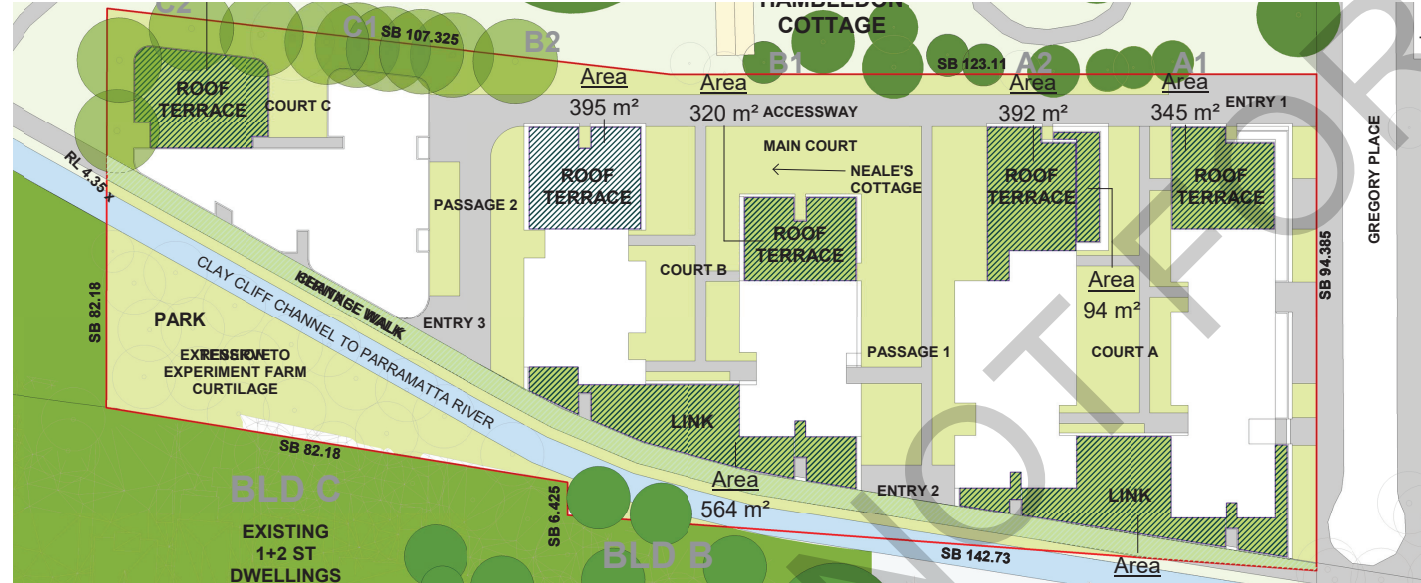 HAMBLEDON
COTTAGE
C2
C1
SB 107.325
B2
B1
SB 123.11
A2
A1
Area
395 m²
Area
320 m²
ACCESSWAY
Area
392 m²
Area
345 m²
ENTRY 1
ROOF
TERRACE
COURT C
MAIN COURT
NEALE'S
COTTAGE
ROOF
TERRACE
ROOF
TERRACE
ROOF
TERRACE
ROOF
TERRACE
RL 4.35 x
PASSAGE 2
COURT B
GREGORY PLACE
SB 94.385
Area
94 m²
CLAY CLIFF CHANNEL TO PARRAMATTA RIVER
HERITAGE WALK
SB 82.18
PARK
ENTRY 3
PASSAGE 1
COURT A
EXPERIMENT FARM
CURTILAGE
LINK
SB 82.18
Area
564 m²
ENTRY 2
LINK
BLD C
SB 6.425
EXISTING
1+2 ST
DWELLINGS
BLD B
SB 142.73
Area
NOT FOR